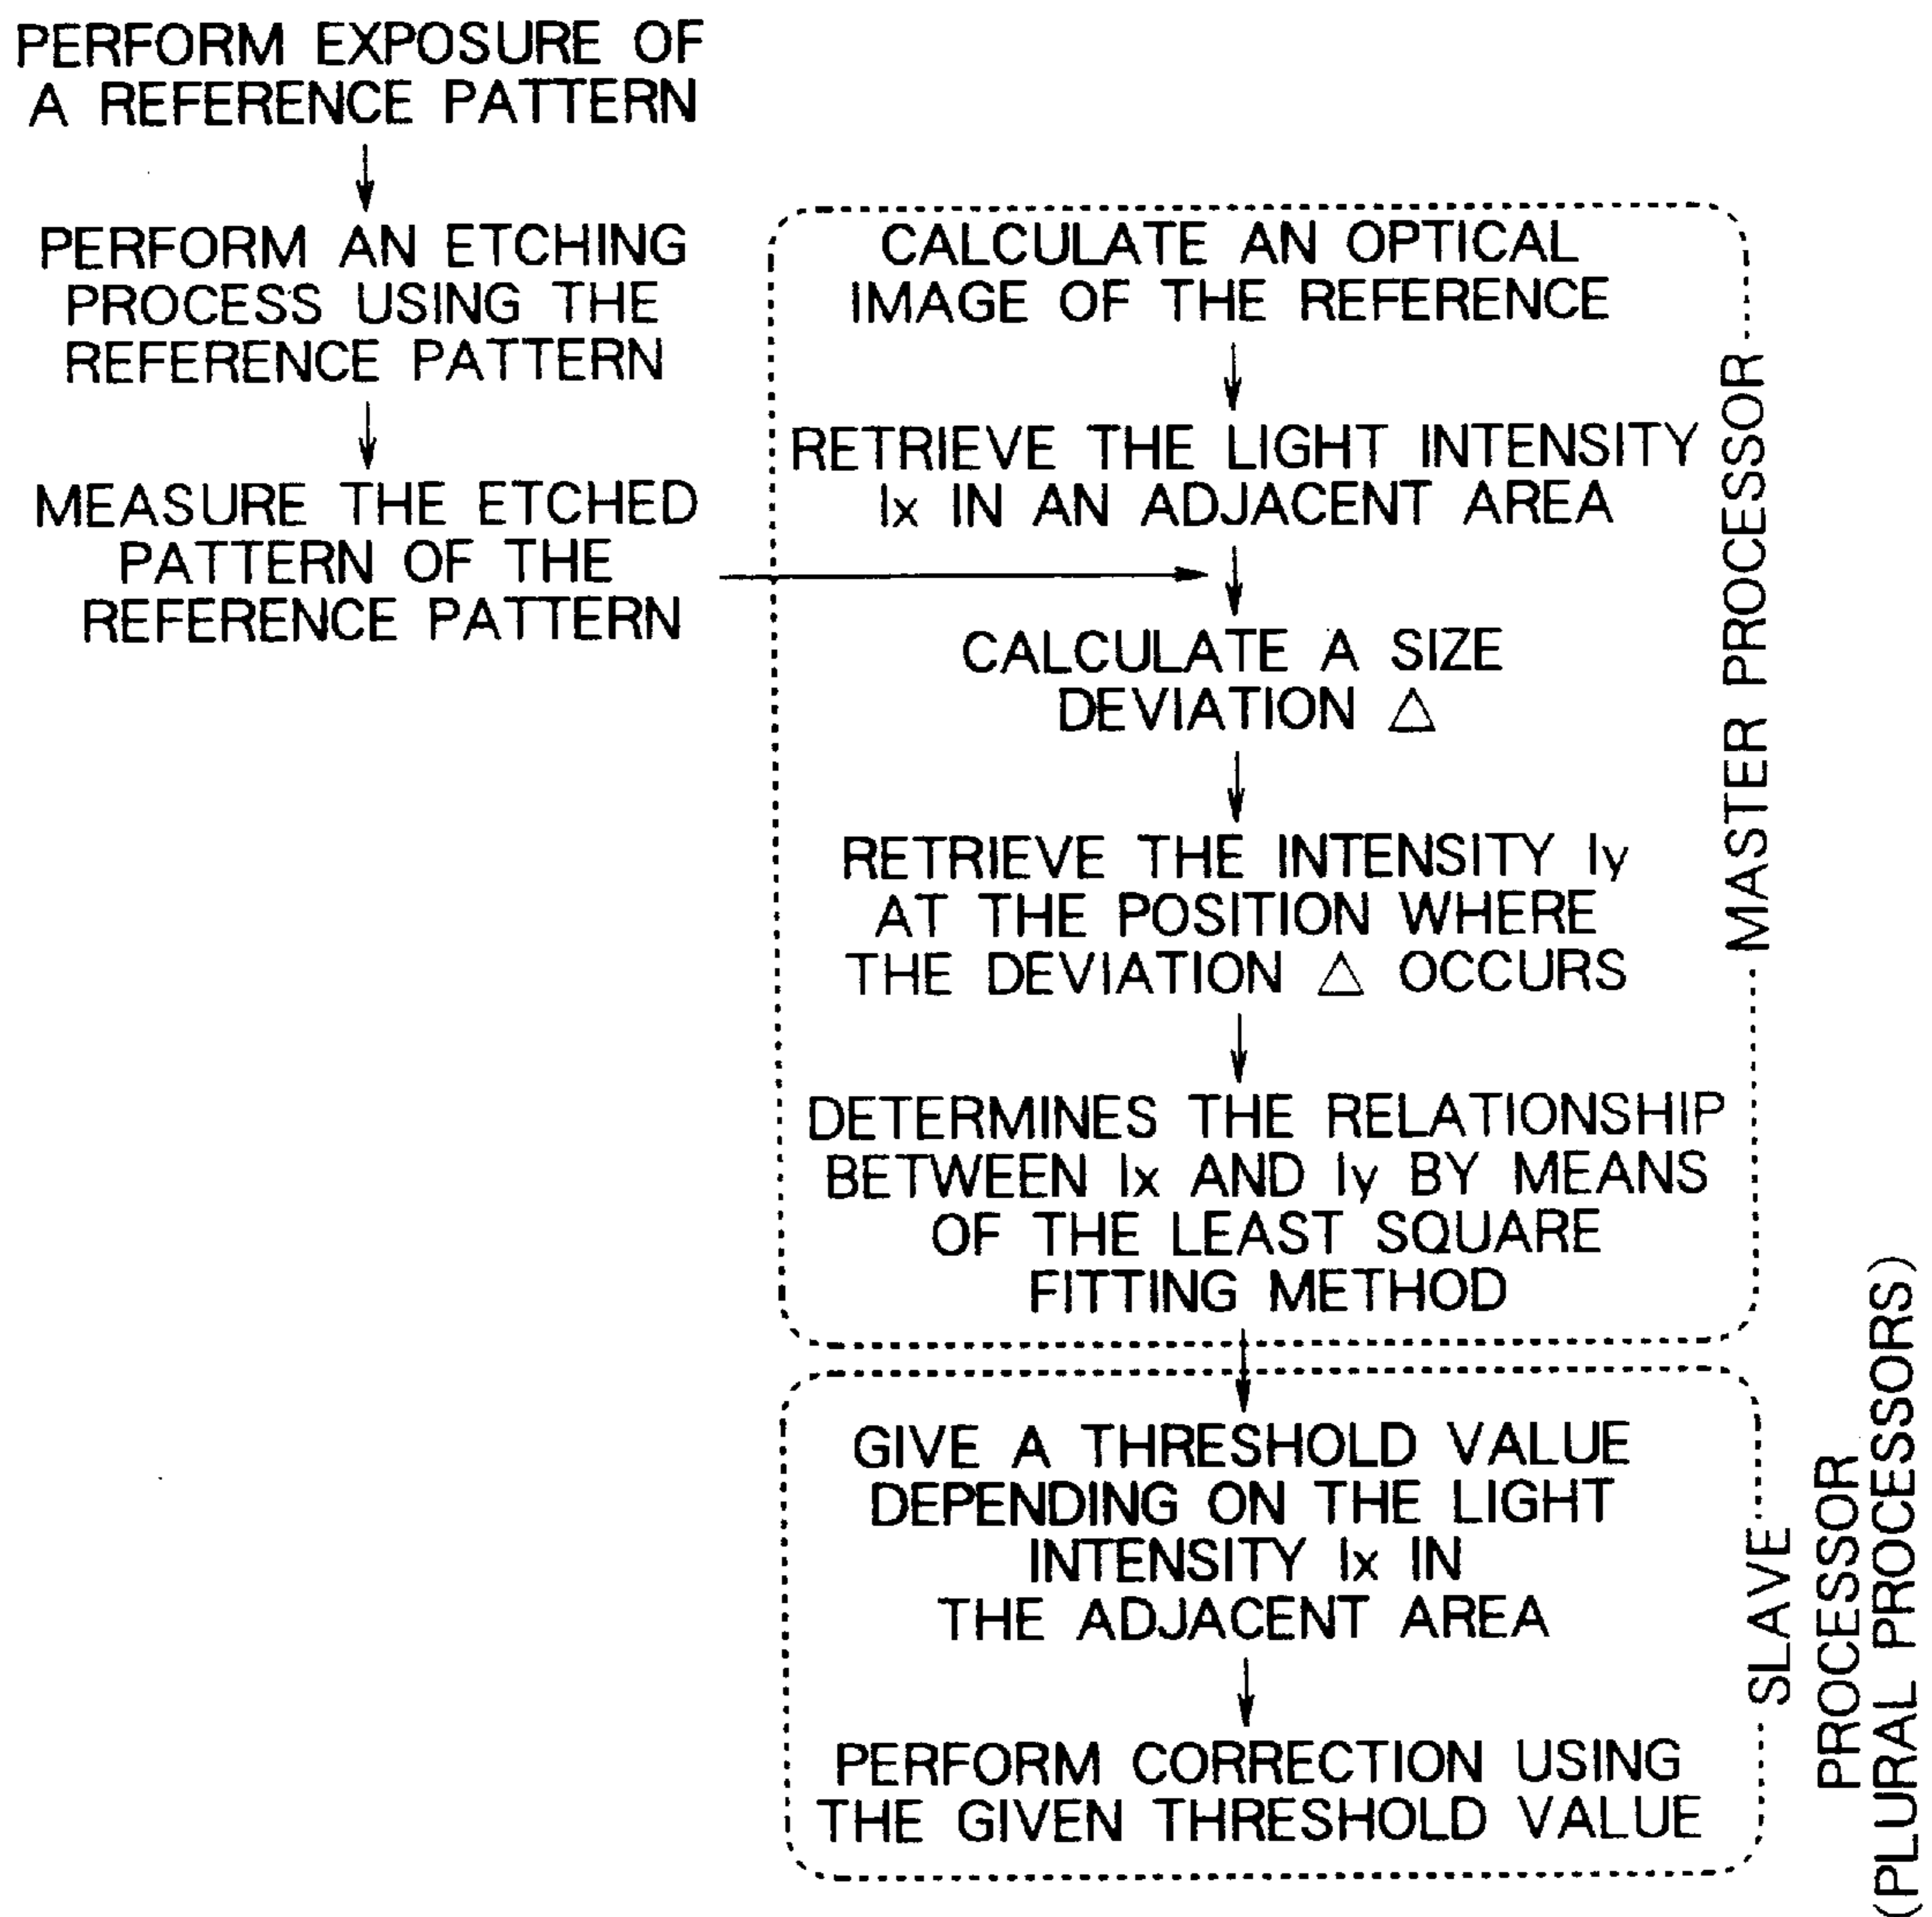 PERFORM EXPOSURE OF
A REFERENCE PATTERN
PERFORM AN ETCHING
PROCESS USING THE
REFERENCE PATTERN
MEASURE THE ETCHED
PATTERN OF THE
REFERENCE PATTERN
CALCULATE AN OPTICAL
IMAGE OF THE REFERENCE
RETRIEVE THE LIGHT INTENSITY
Ix IN AN ADJACENT AREA
CALCULATE A SIZE
DEVIATION △
RETRIEVE THE INTENSITY Iy
AT THE POSITION WHERE
THE DEVIATION △ OCCURS
DETERMINES THE RELATIONSHIP
BETWEEN Ix AND Iy BY MEANS
OF THE LEAST SQUARE
FITTING METHOD
MASTER PROCESSOR
GIVE A THRESHOLD VALUE
DEPENDING ON THE LIGHT
INTENSITY Ix IN
THE ADJACENT AREA
PERFORM CORRECTION USING
THE GIVEN THRESHOLD VALUE
SLAVE
PROCESSOR
(PLURAL PROCESSORS)